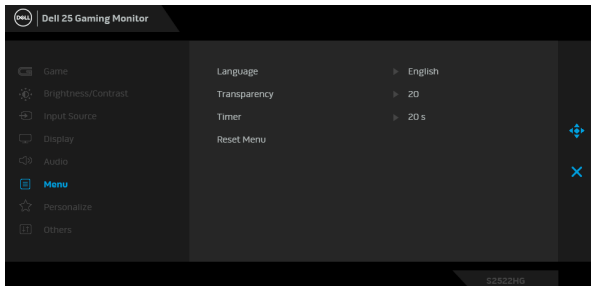 DELL Dell 25 Gaming Monitor
Game
Brightness/Contrast
Input Source
Display
Audio
Menu
Personalize
Others
Language English
Transparency 20
Timer 20 s
Reset Menu
S2522HG